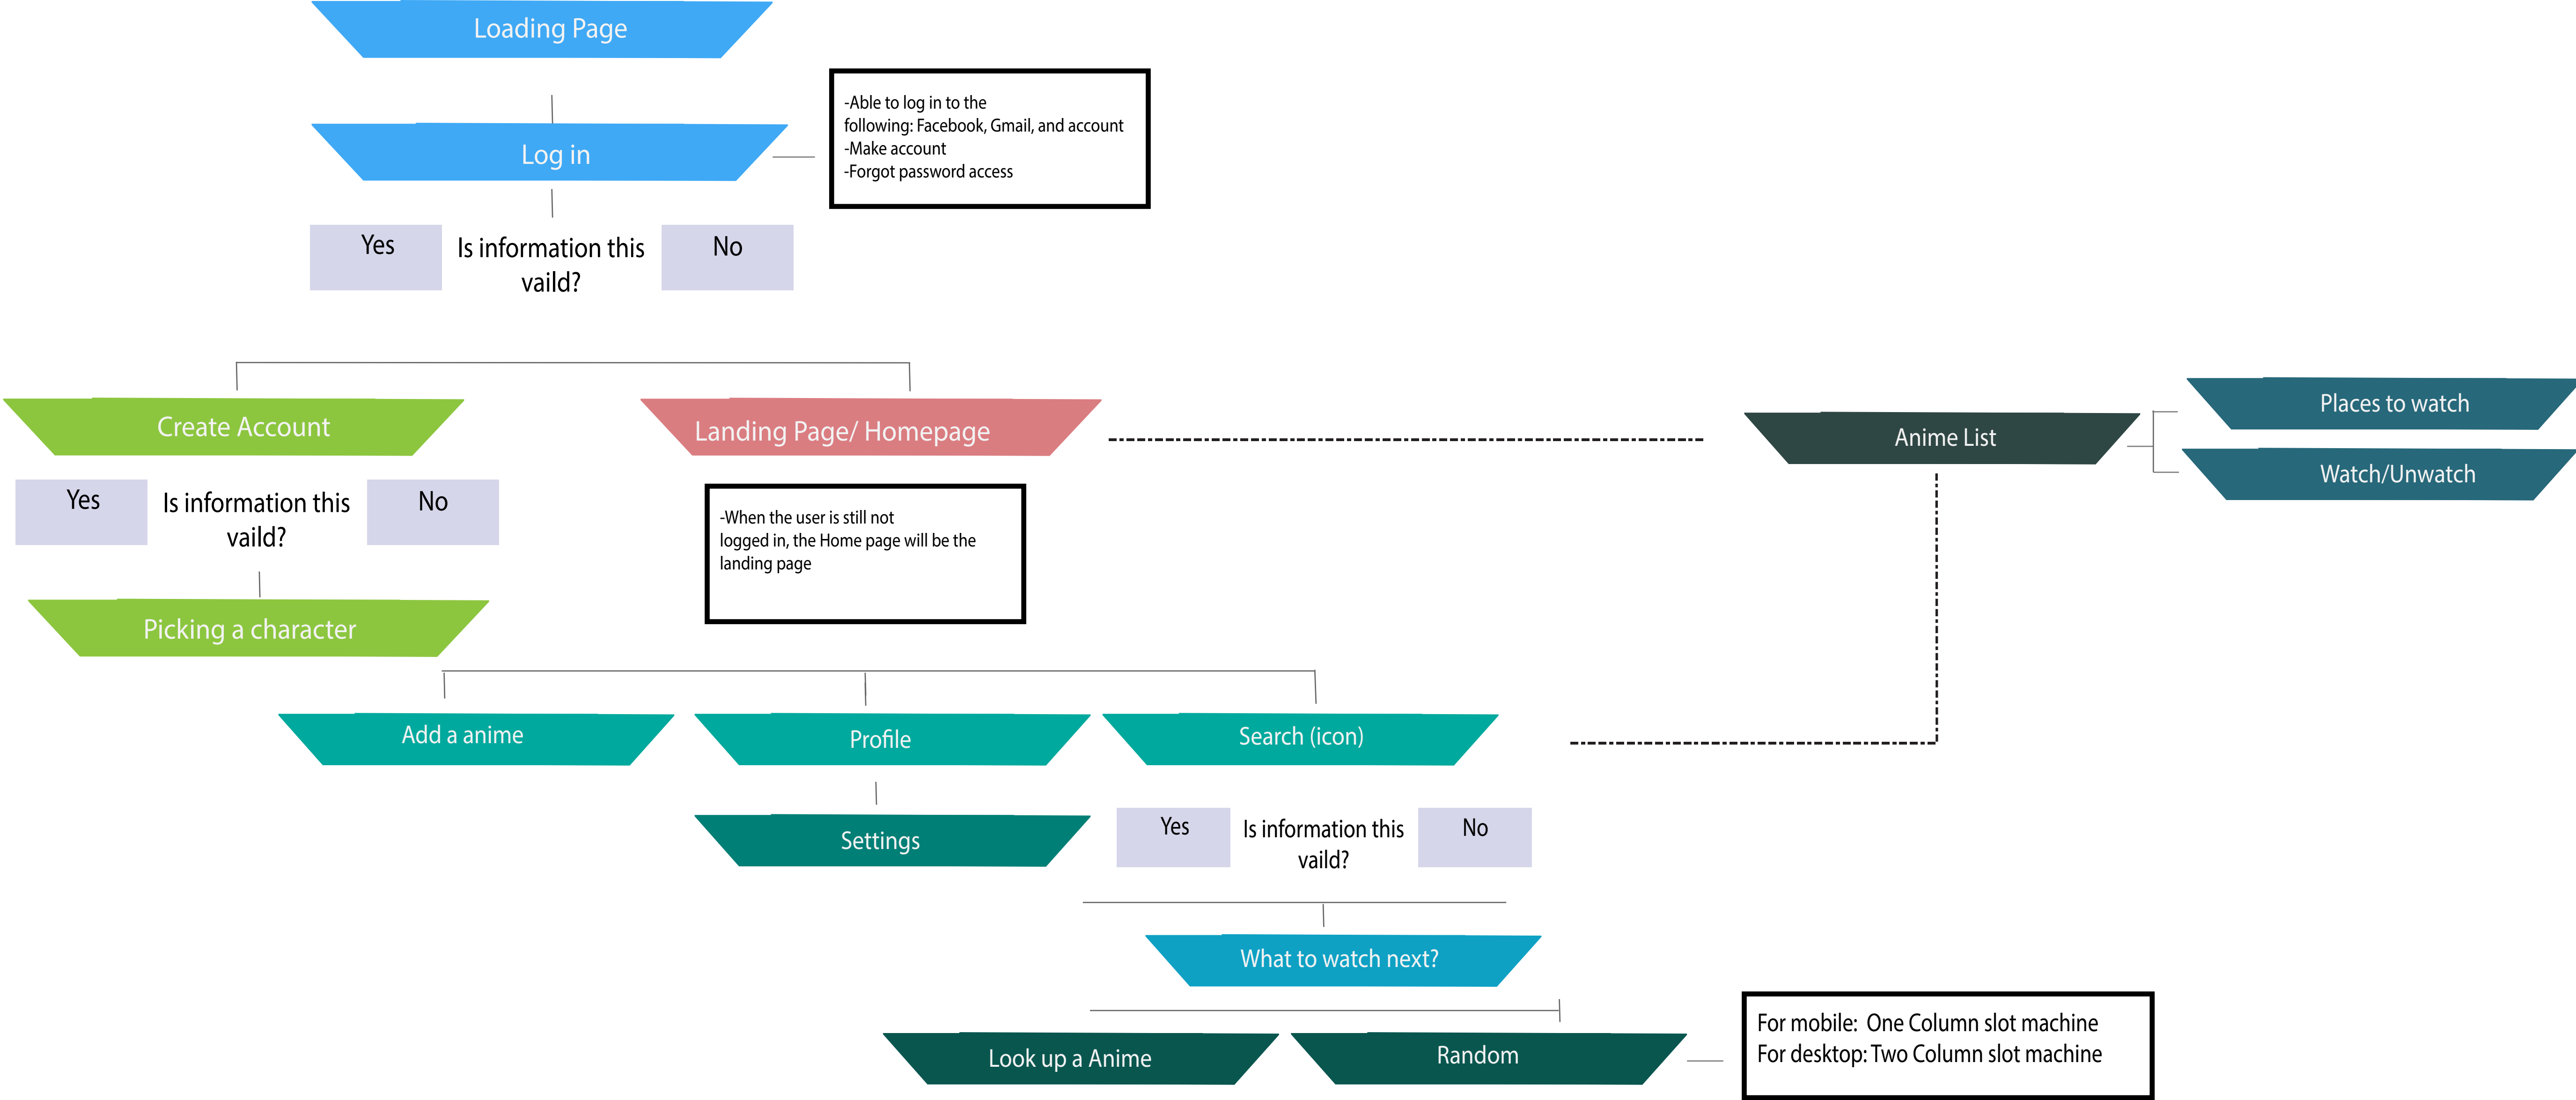 Loading Page
-Able to log in to the
following: Facebook, Gmail, and account
-Make account
-Forgot password access
Log in
Yes
Is information this
vaild?
No
Create Account
Landing Page/ Homepage
Anime List
Places to watch
Watch/Unwatch
Yes
Is information this
vaild?
No
-When the user is still not
logged in, the Home page will be the
landing page
Picking a character
Add a anime
Profile
Search (icon)
Settings
Yes
Is information this
vaild?
No
What to watch next?
Look up a Anime
Random
For mobile:  One Column slot machine
For desktop: Two Column slot machine